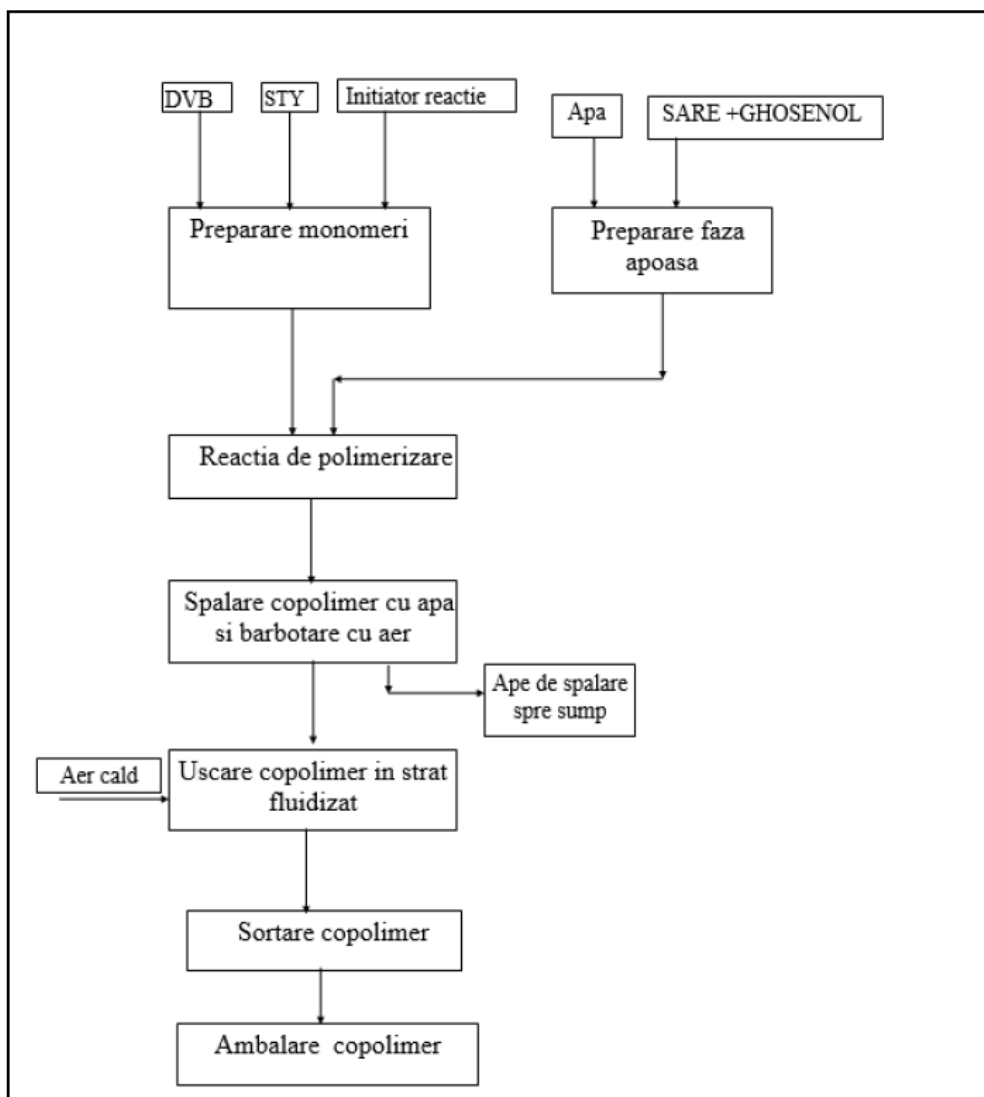 DVB
STY
Initiator reactie
Apa
SARE +GHOSENOL
Preparare monomeri
Preparare faza
apoasa
Reactia de polimerizare
Spalare copolimer cu apa
si barbotare cu aer
Ape de spalare
spre sump
Aer cald
Uscare copolimer in strat
fluidizat
Sortare copolimer
Ambalare copolimer